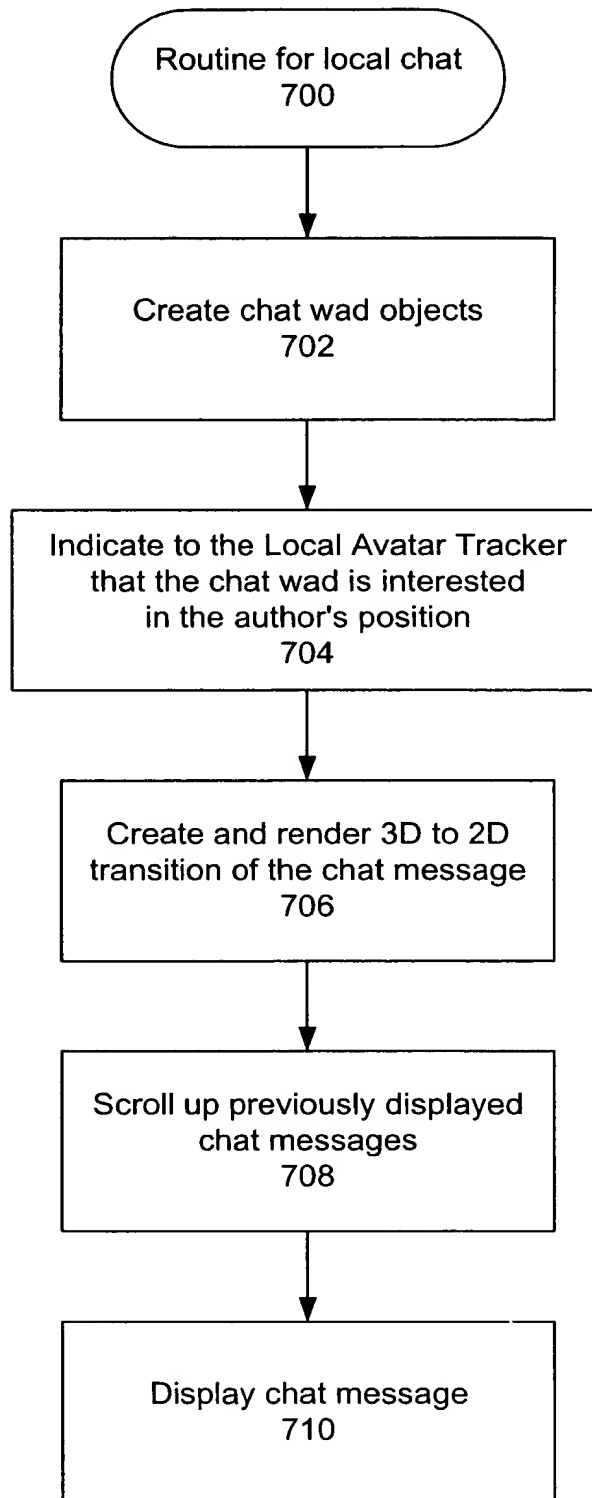 Routine for local chat
700
Create chat wad objects
702
Indicate to the Local Avatar Tracker
that the chat wad is interested
in the author's position
704
Create and render 3D to 2D
transition of the chat message
706
Scroll up previously displayed
chat messages
708
Display chat message
710